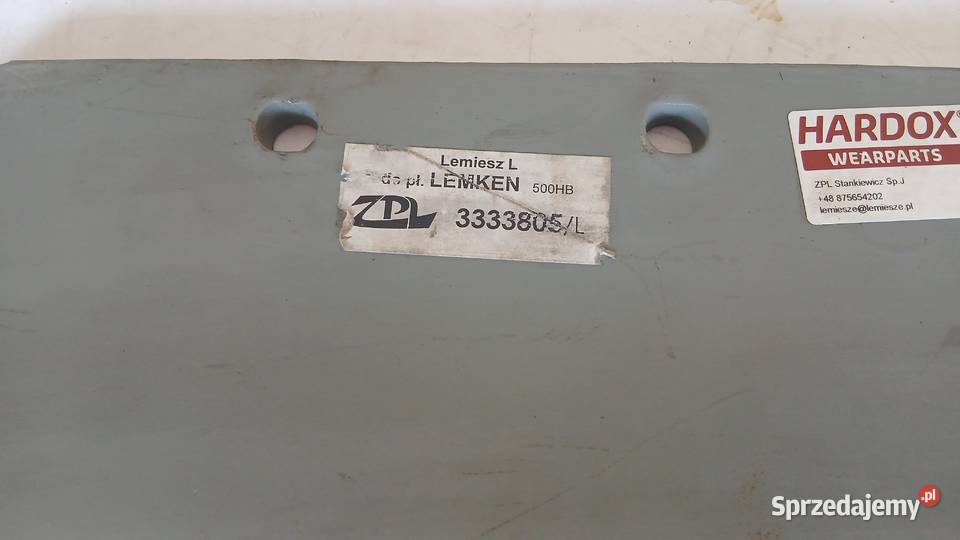 Lemiesz L
do pł. LEMKEN 500HB
ZPL 3333805/L
HARDOX®
WEARPARTS
ZPL Stankiewicz Sp.J
+48 875654202
lemiesze@lemiesze.pl
Sprzedajemy.pl